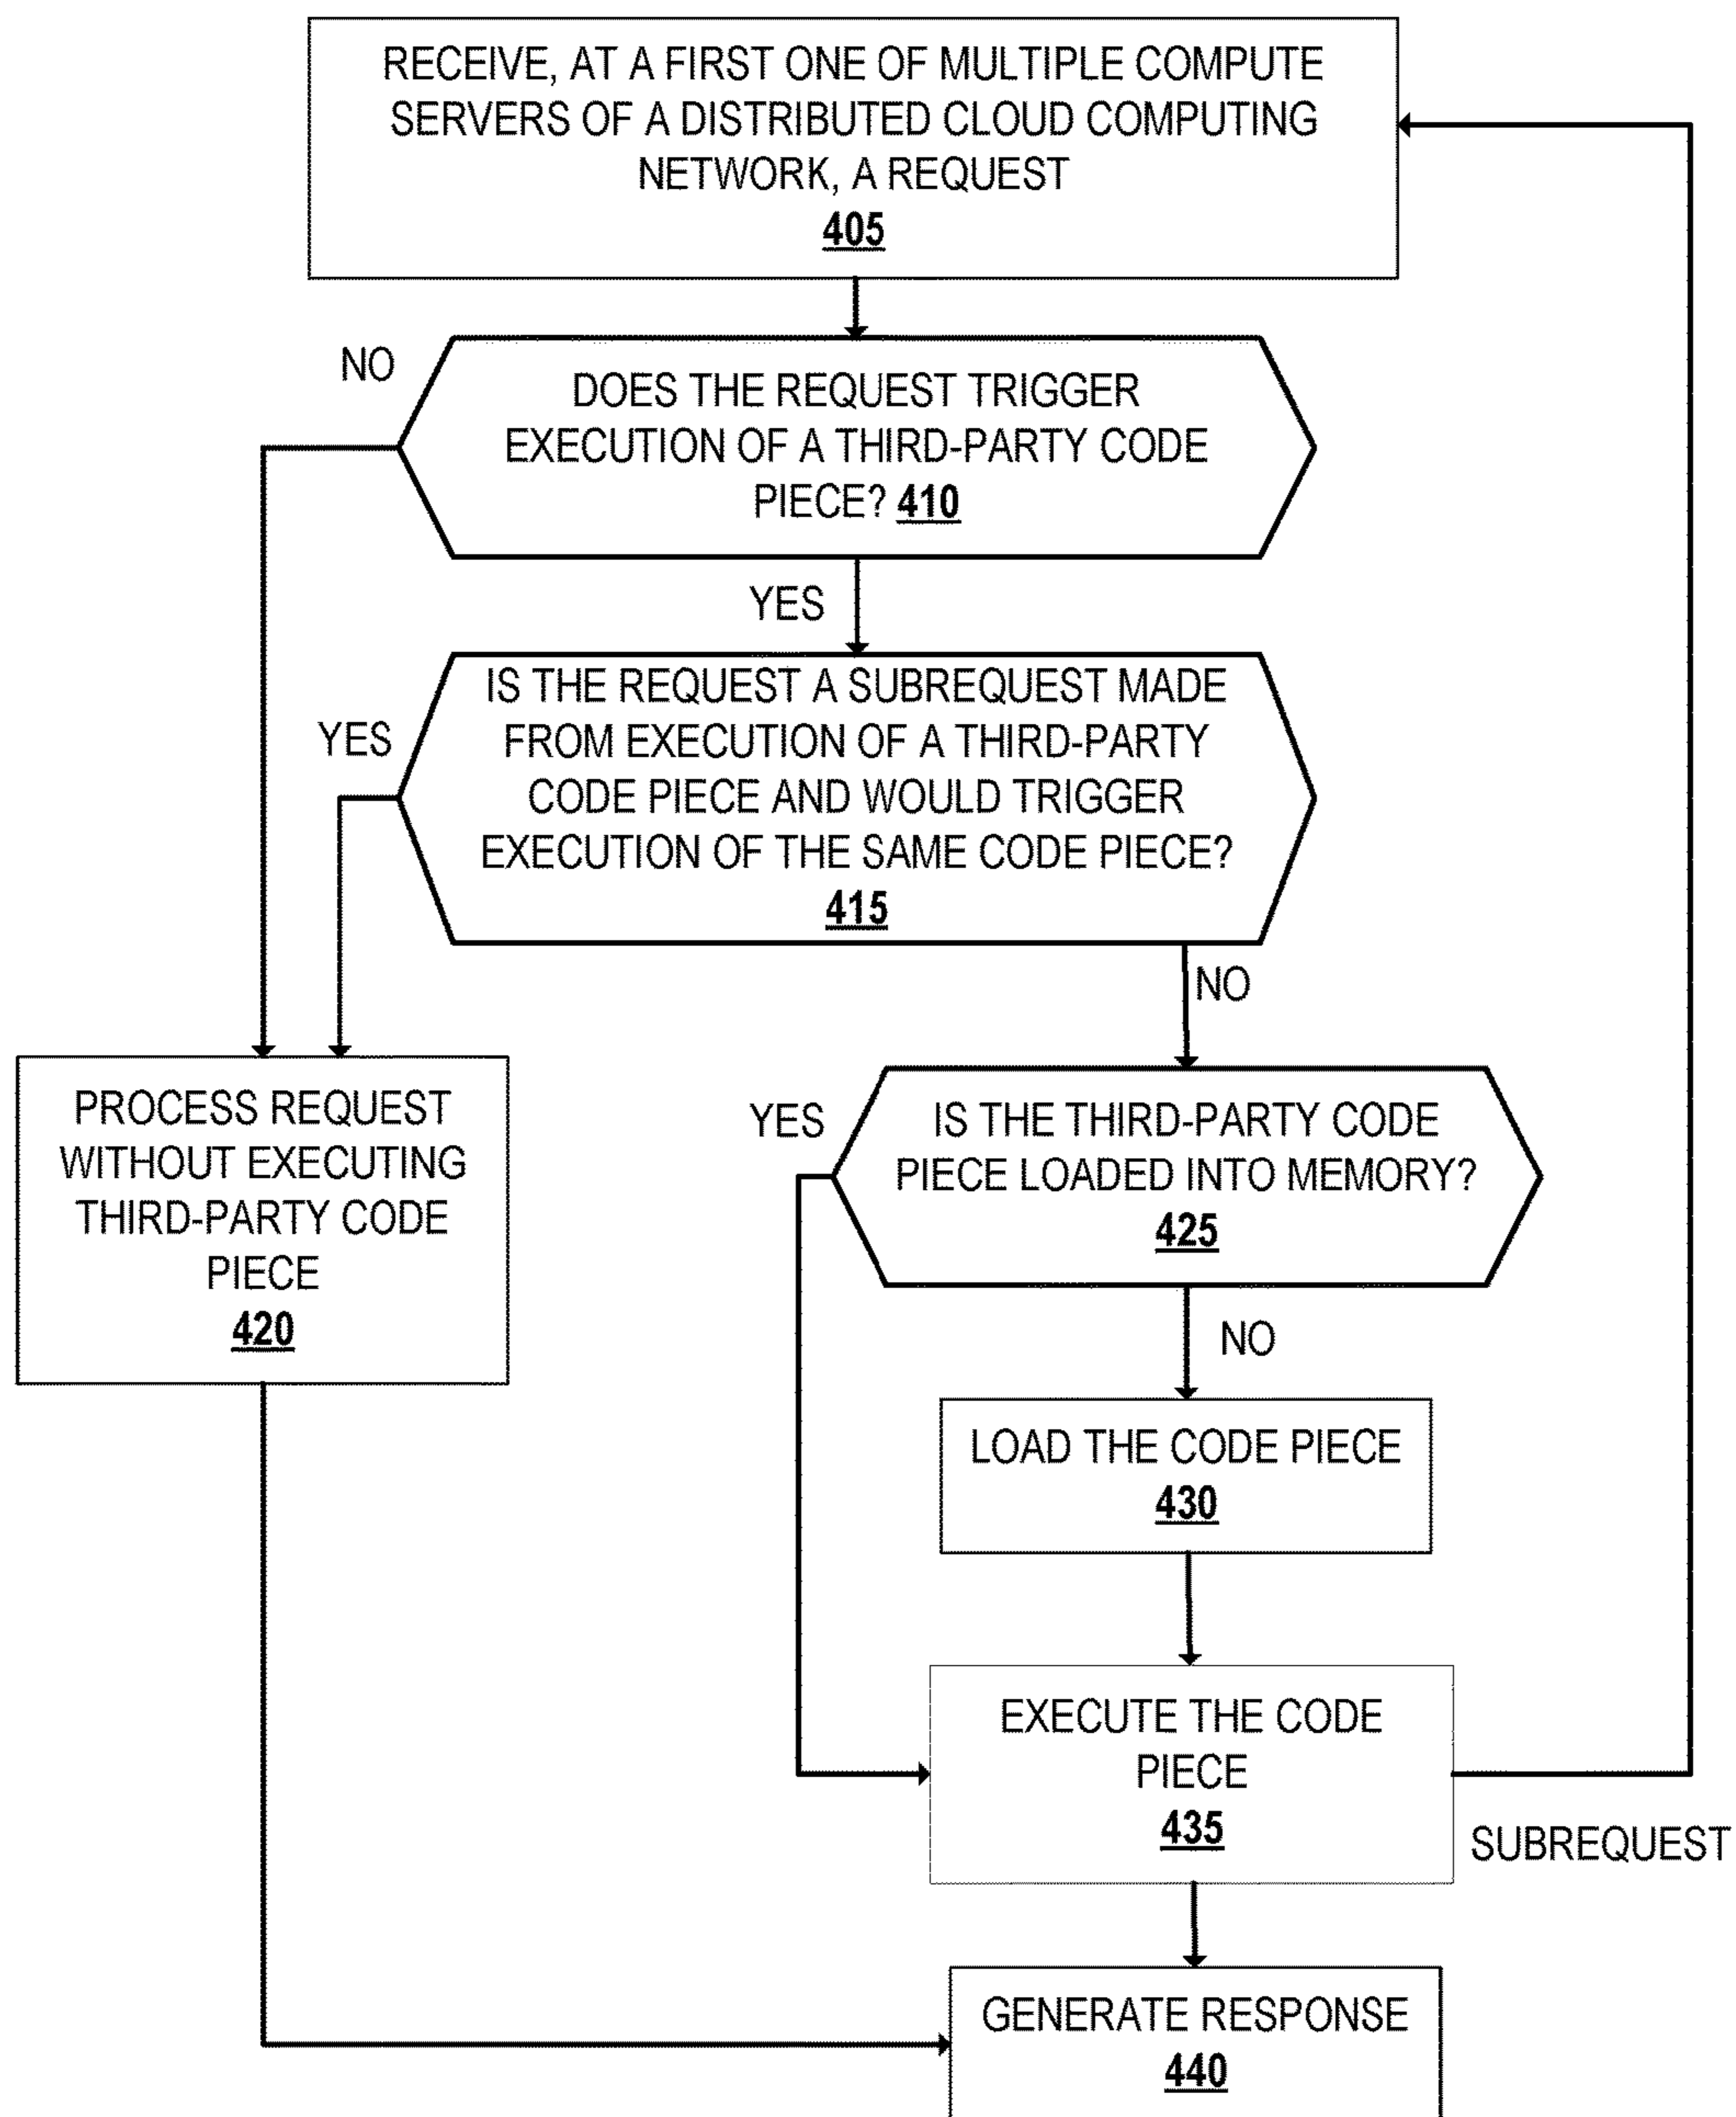 RECEIVE, AT A FIRST ONE OF MULTIPLE COMPUTE
SERVERS OF A DISTRIBUTED CLOUD COMPUTING
NETWORK, A REQUEST
405
NO
DOES THE REQUEST TRIGGER
EXECUTION OF A THIRD-PARTY CODE
PIECE? 410
YES
IS THE REQUEST A SUBREQUEST MADE
FROM EXECUTION OF A THIRD-PARTY
CODE PIECE AND WOULD TRIGGER
EXECUTION OF THE SAME CODE PIECE?
415
YES
NO
PROCESS REQUEST
WITHOUT EXECUTING
THIRD-PARTY CODE
PIECE
420
YES
IS THE THIRD-PARTY CODE
PIECE LOADED INTO MEMORY?
425
NO
LOAD THE CODE PIECE
430
EXECUTE THE CODE
PIECE
435
SUBREQUEST
GENERATE RESPONSE
440